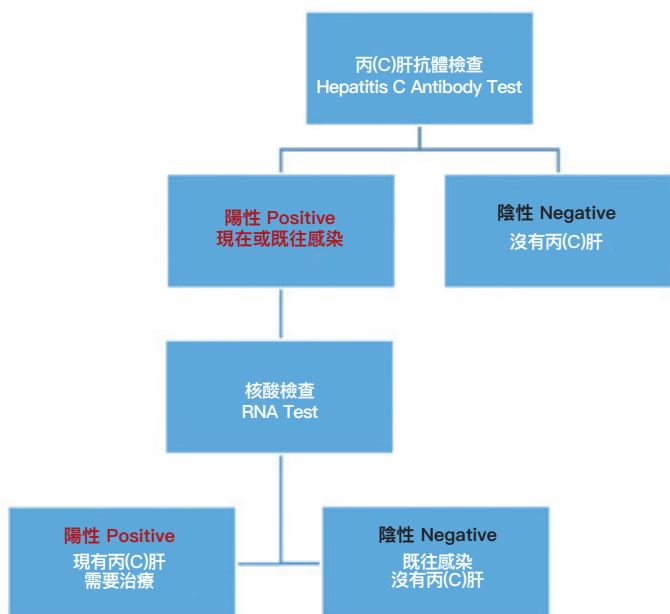 丙(C)肝抗體檢查
Hepatitis C Antibody Test
陽性 Positive
現在或既往感染
陰性 Negative
沒有丙(C)肝
核酸檢查
RNA Test
陽性 Positive
現有丙(C)肝
需要治療
陰性 Negative
既往感染
沒有丙(C)肝